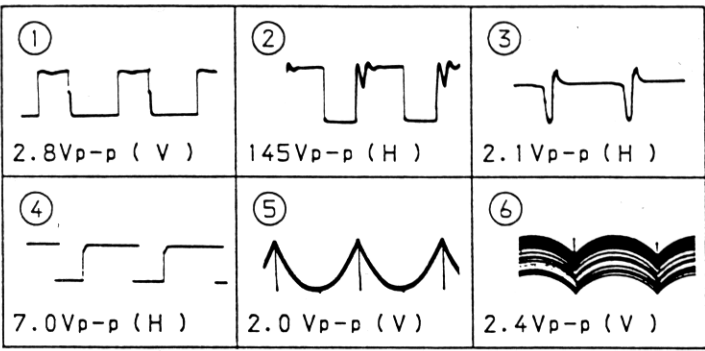 ① ② ③
2.8Vp-p ( V ) 145Vp-p ( H ) 2.1Vp-p ( H )
④ ⑤ ⑥
7.0Vp-p ( H ) 2.0 Vp-p ( V ) 2.4Vp-p ( V )